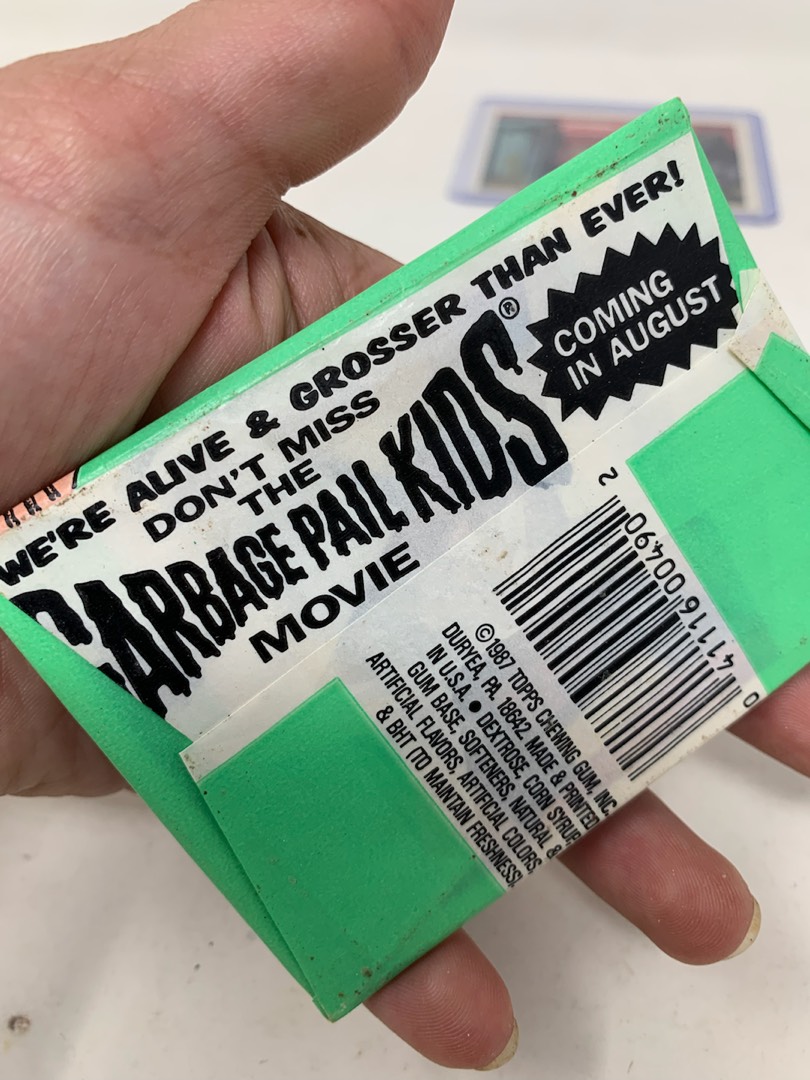 WE'RE ALIVE & GROSSER THAN EVER!
DON'T MISS
THE
GARBAGE PAIL KIDS®
MOVIE
COMING
IN AUGUST
2
0 41116 00490
©1987 TOPPS CHEWING GUM, INC.
DURYEA, PA. 18642. MADE & PRINTED
IN U.S.A. • DEXTROSE, CORN SYRUP,
GUM BASE, SOFTENERS, NATURAL &
ARTIFICIAL FLAVORS, ARTIFICIAL COLORS,
& BHT (TO MAINTAIN FRESHNESS).